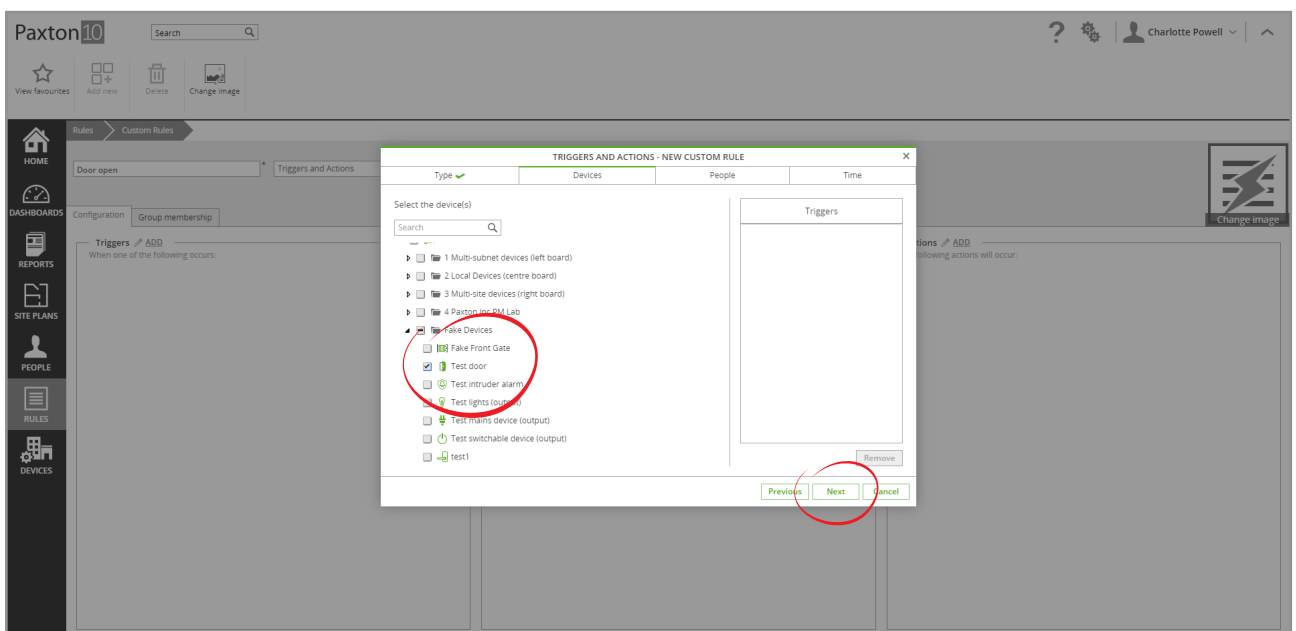 Paxton10
Search
? Charlotte Powell
View favourites Add new Delete Change image
Rules Custom Rules
HOME
Door open * Triggers and Actions
DASHBOARDS
Configuration Group membership
Change image
REPORTS
Triggers ADD
When one of the following occurs:
tions ADD
following actions will occur:
SITE PLANS
PEOPLE
RULES
DEVICES
TRIGGERS AND ACTIONS - NEW CUSTOM RULE ×
Type Devices People Time
Select the device(s)
Search
1 Multi-subnet devices (left board)
2 Local Devices (centre board)
3 Multi-site devices (right board)
4 Paxton Inc PM Lab
Fake Devices
Fake Front Gate
Test door
Test intruder alarm
Test lights (output)
Test mains device (output)
Test switchable device (output)
test1
Triggers
Remove
Previous Next Cancel